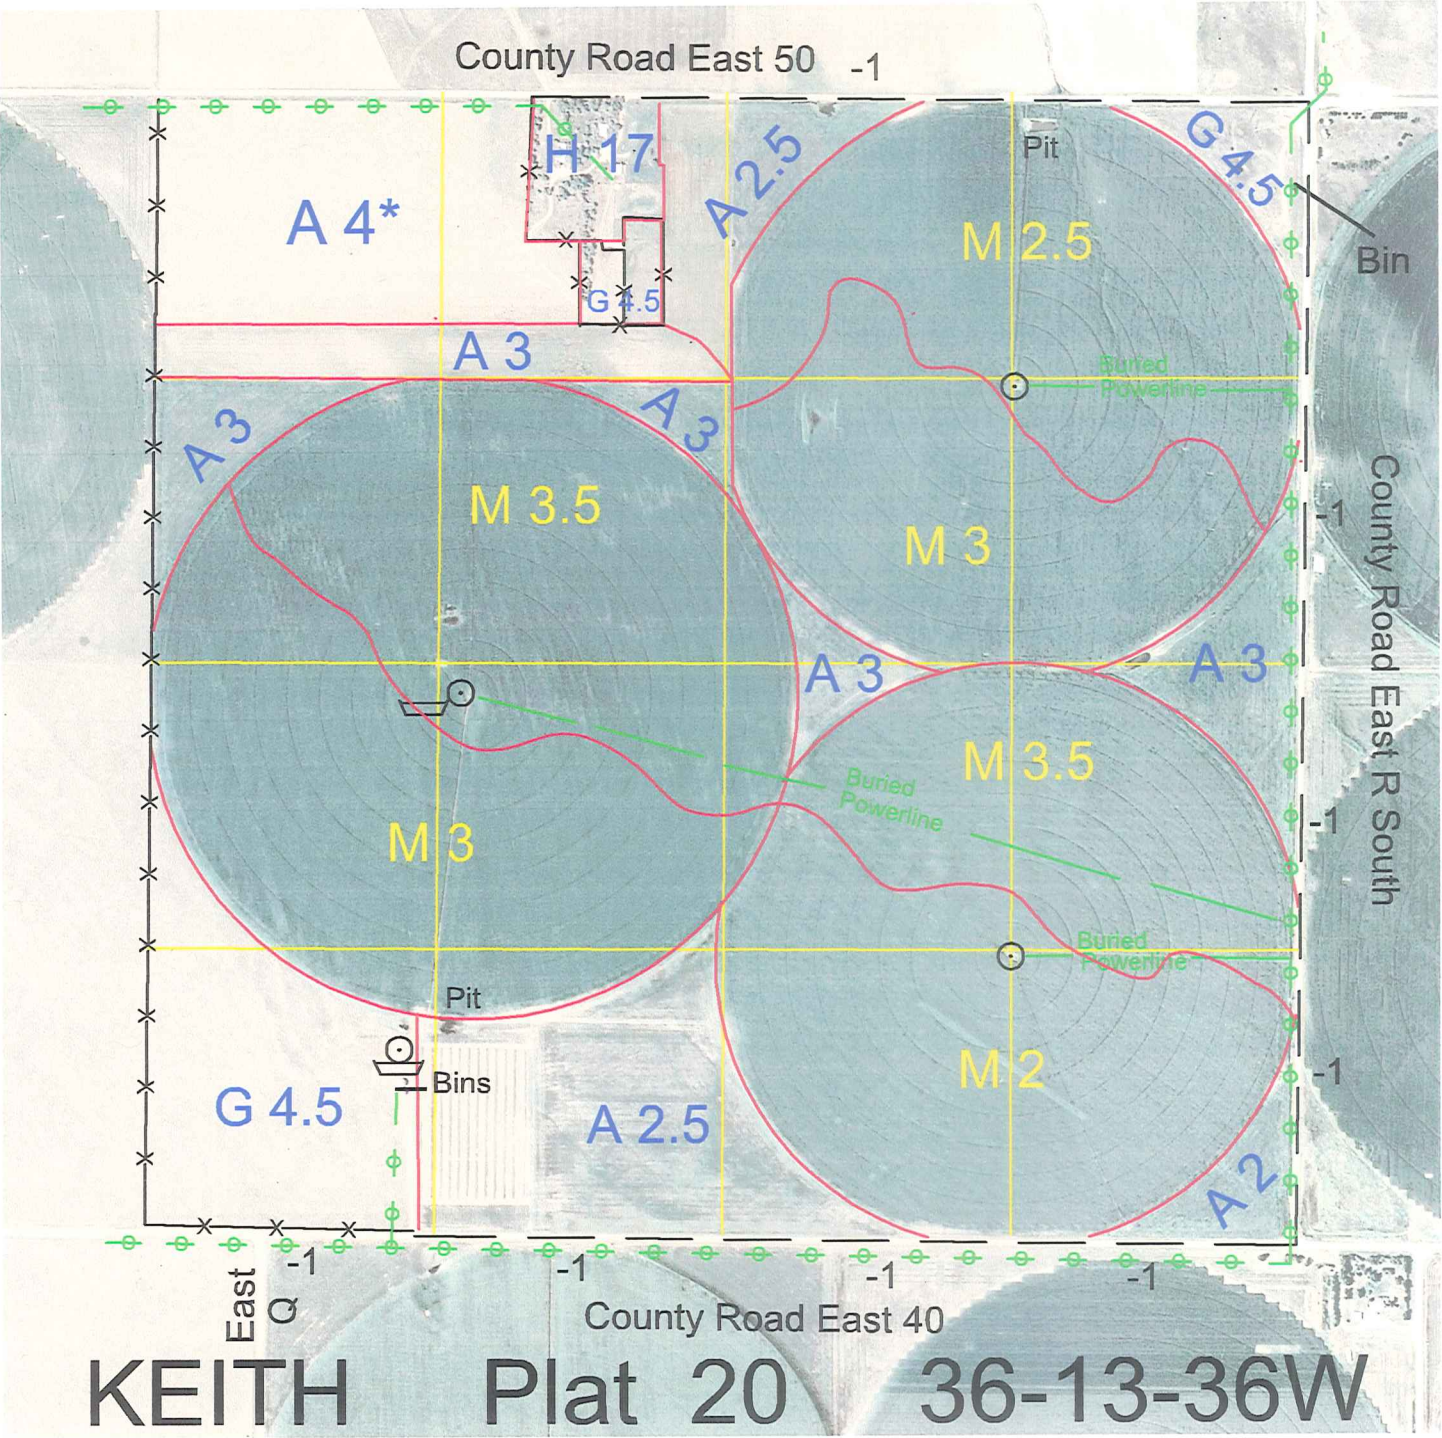 County Road East 50 -1
H 17
A 2.5
G 4.5
Pit
A 4*
M 2.5
Bin
G 4.5
A 3
Buried
Powerline
A 3
A 3
M 3.5
M 3
-1
County Road East R South
A 3
A 3
M 3.5
Buried
Powerline
M 3
-1
Buried
Powerline
Pit
Bins
G 4.5
A 2.5
M 2
-1
A 2
-1
-1
-1
-1
East
Q
County Road East 40
KEITH Plat 20 36-13-36W